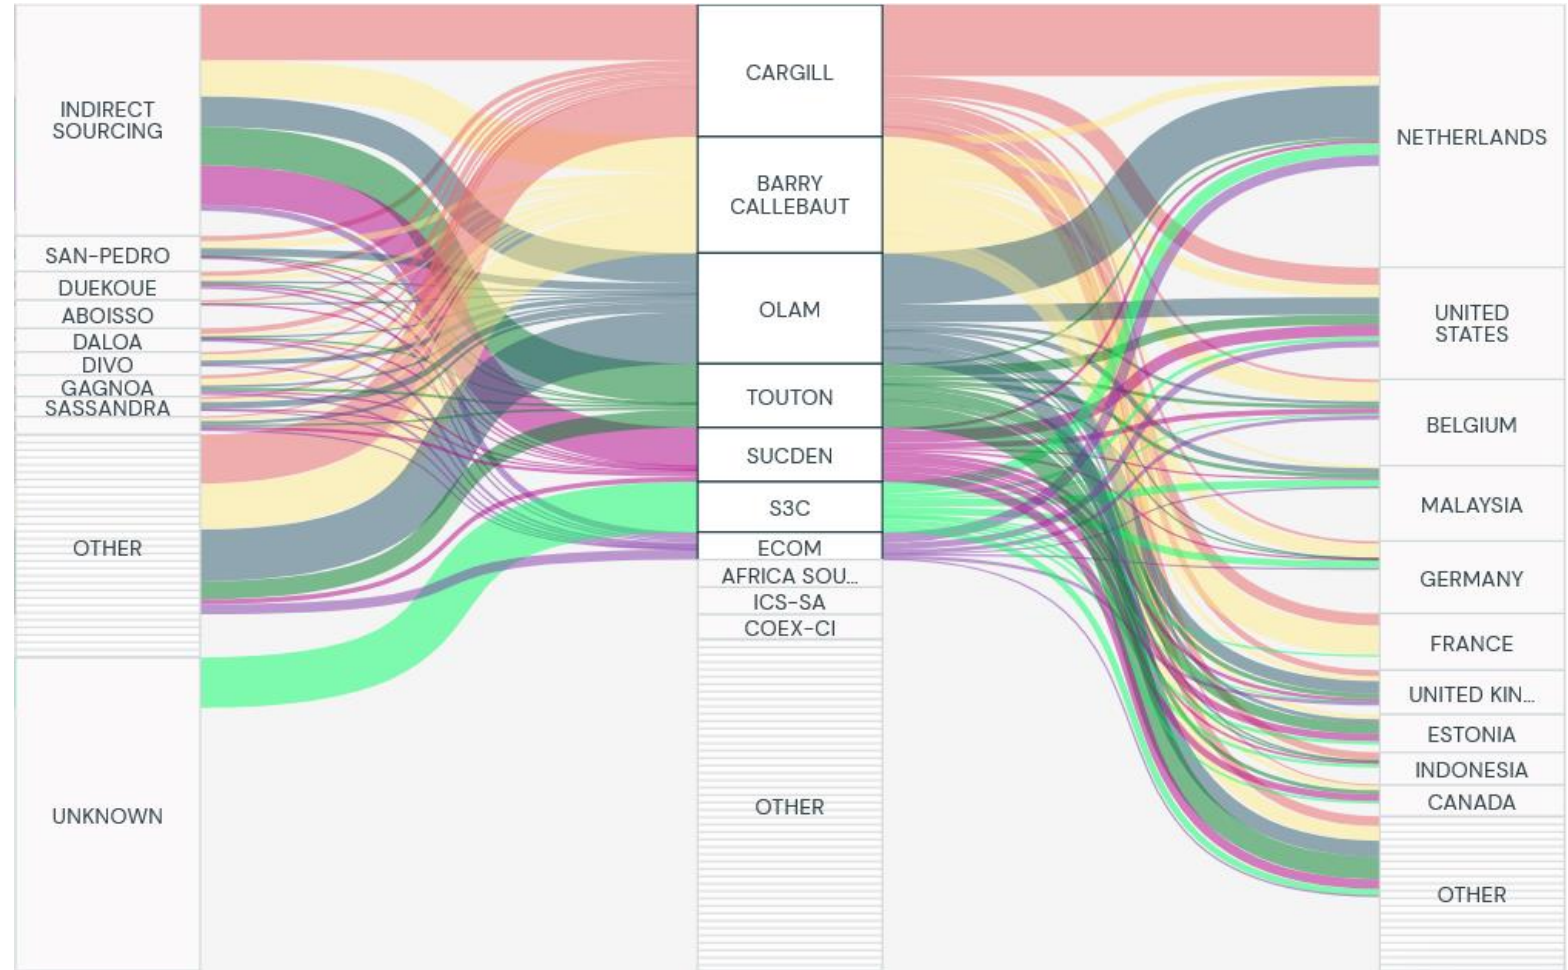 INDIRECT
SOURCING
SAN-PEDRO
DUEKOUE
ABOISSO
DALOA
DIVO
GAGNOA
SASSANDRA
OTHER
UNKNOWN
CARGILL
BARRY
CALLEBAUT
OLAM
TOUTON
SUCDEN
S3C
ECOM
AFRICA SOU...
ICS-SA
COEX-CI
OTHER
NETHERLANDS
UNITED
STATES
BELGIUM
MALAYSIA
GERMANY
FRANCE
UNITED KIN...
ESTONIA
INDONESIA
CANADA
OTHER